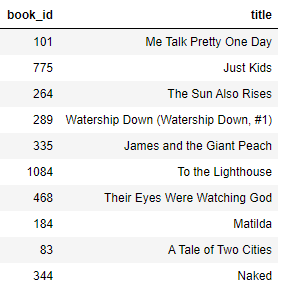 book_id title
101 Me Talk Pretty One Day
775 Just Kids
264 The Sun Also Rises
289 Watership Down (Watership Down, #1)
335 James and the Giant Peach
1084 To the Lighthouse
468 Their Eyes Were Watching God
184 Matilda
83 A Tale of Two Cities
344 Naked